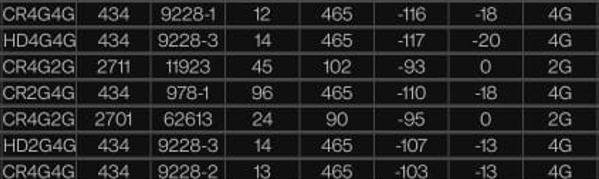 CR4G4G 434 9228-1 12 465 -116 -18 4G
HD4G4G 434 9228-3 14 465 -117 -20 4G
CR4G2G 2711 11923 45 102 -93 0 2G
CR2G4G 434 978-1 96 465 -110 -18 4G
CR4G2G 2701 62613 24 90 -95 0 2G
HD2G4G 434 9228-3 14 465 -107 -13 4G
CR4G4G 434 9228-2 13 465 -103 -13 4G